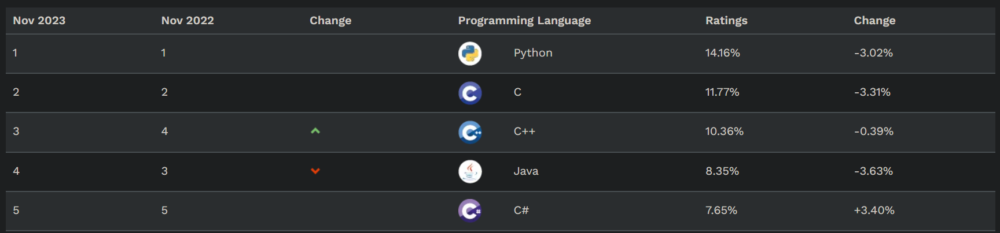 Nov 2023 Nov 2022 Change Programming Language Ratings Change
1 1 Python 14.16% -3.02%
2 2 C 11.77% -3.31%
3 4 C++ 10.36% -0.39%
4 3 Java 8.35% -3.63%
5 5 C# 7.65% +3.40%